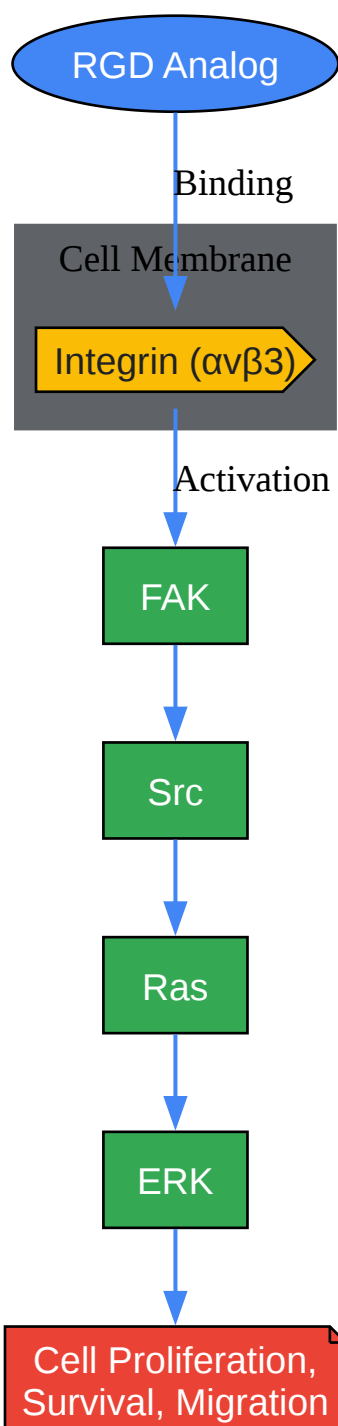 RGD Analog
Binding
Cell Membrane
Integrin (αvβ3)
Activation
FAK
Src
Ras
ERK
Cell Proliferation,
Survival, Migration